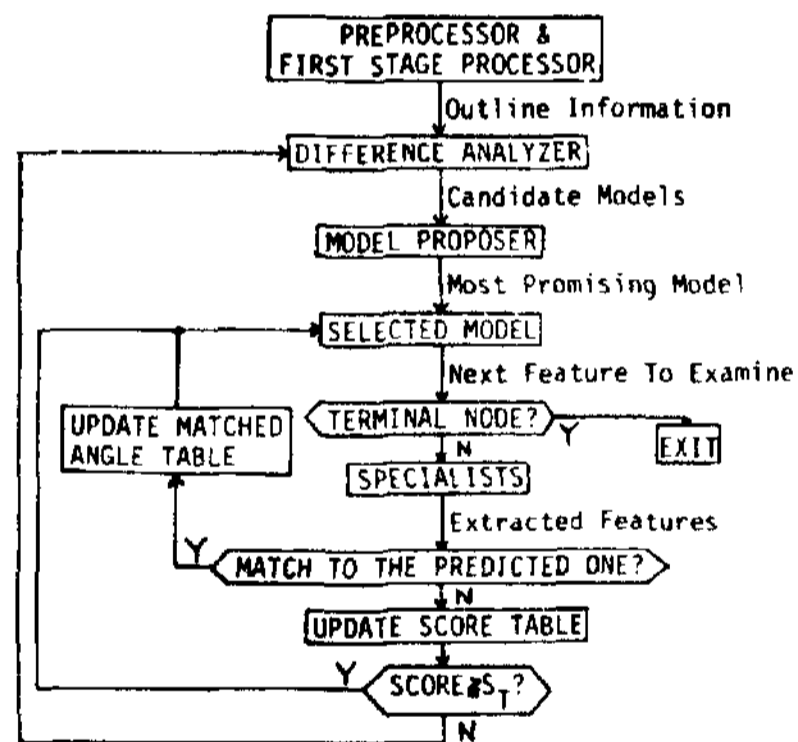 PREPROCESSOR &
FIRST STAGE PROCESSOR
Outline Information
DIFFERENCE ANALYZER
Candidate Models
MODEL PROPOSER
Most Promising Model
SELECTED MODEL
Next Feature To Examine
TERMINAL NODE?
Y
EXIT
N
UPDATE MATCHED
ANGLE TABLE
SPECIALISTS
Extracted Features
Y
MATCH TO THE PREDICTED ONE?
N
UPDATE SCORE TABLE
Y
SCORE S_T?
N